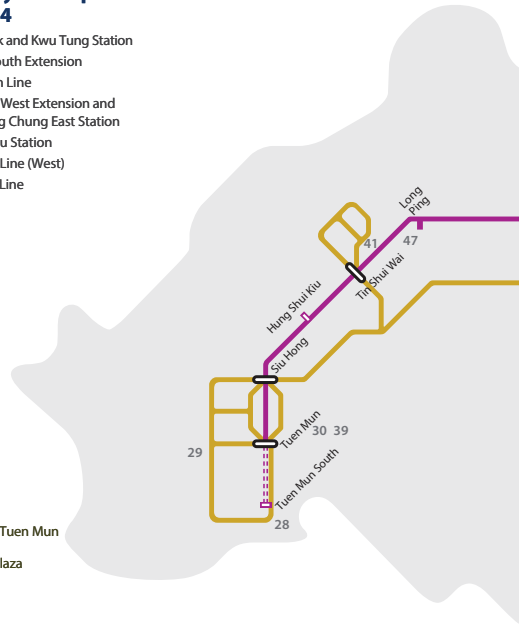 4
k and Kwu Tung Station
outh Extension
n Line
West Extension and
g Chung East Station
u Station
Line (West)
Line
Long
Ping
47
41
Tin Shui Wai
Hung Shui Kiu
Siu Hong
Tuen Mun
30 39
29
Tuen Mun South
28
Tuen Mun
laza